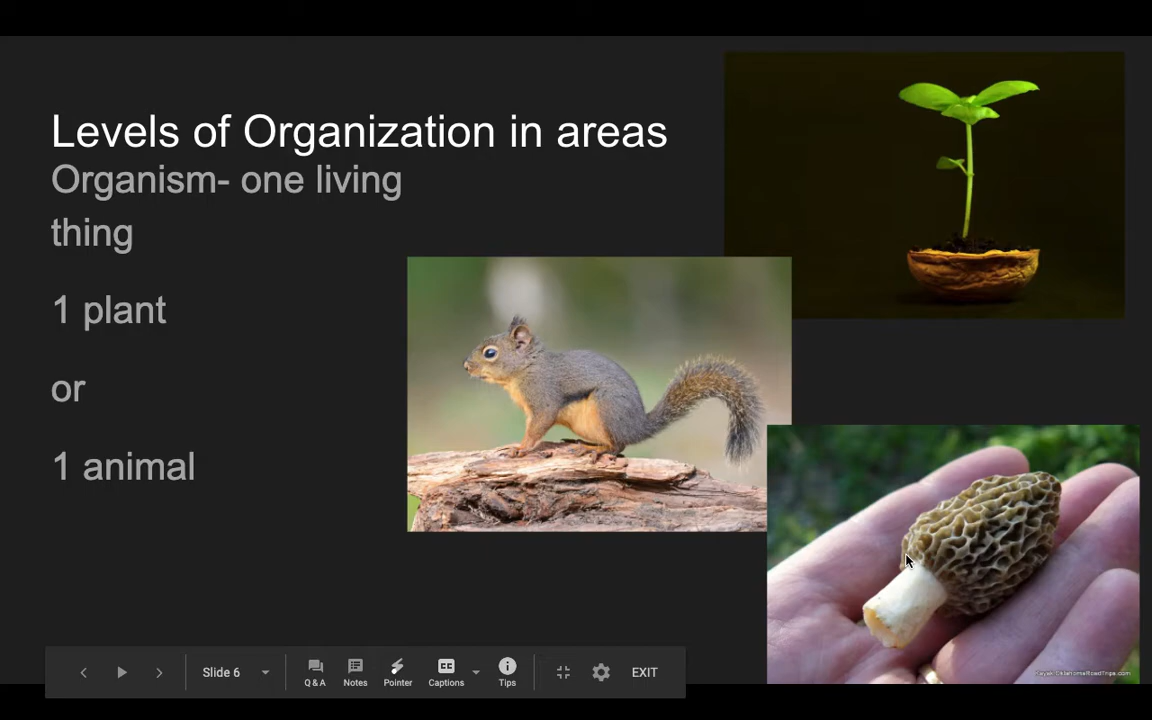 Levels of Organization in areas
Organism- one living
thing
1 plant
or
1 animal
Slide 6
Q & A
Notes
Pointer
CC
Captions
Tips
EXIT